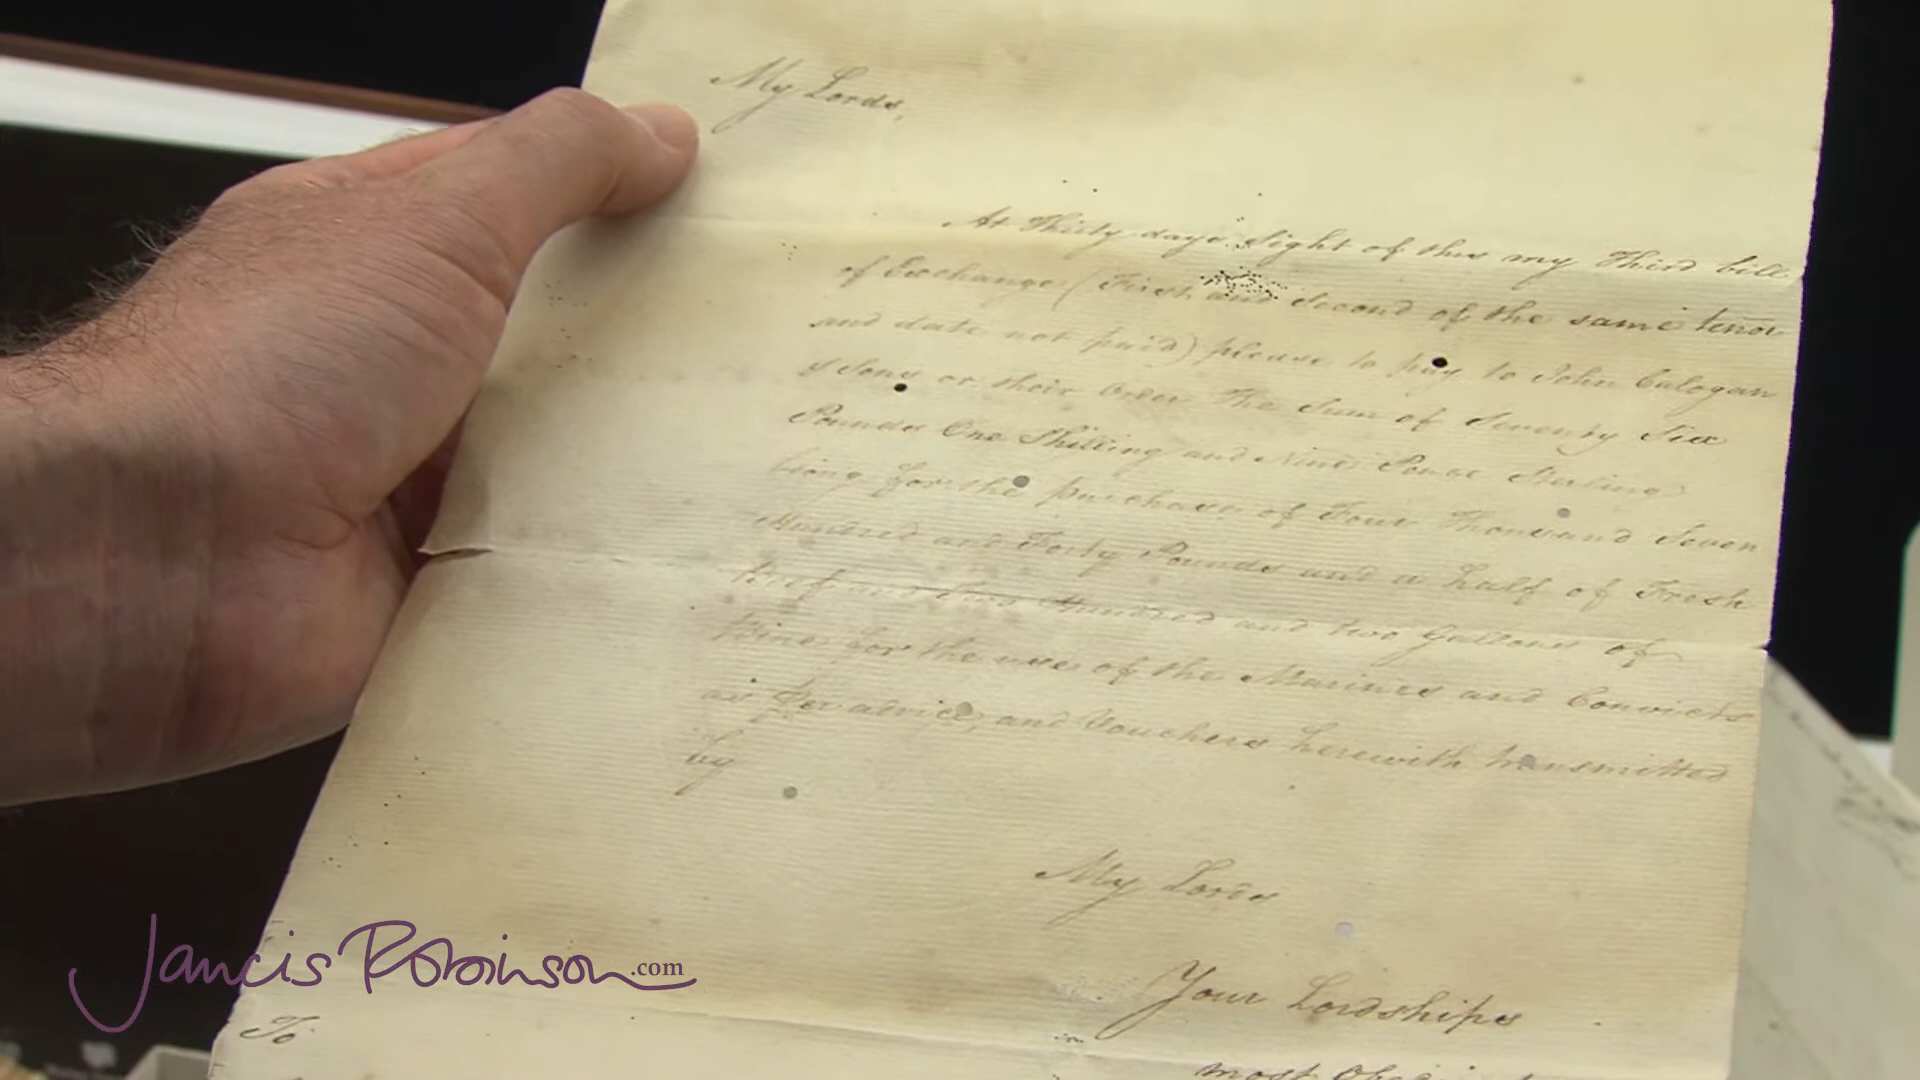 My Lords,
At Thirty days Sight of this my Third bill
of Exchange (First and Second of the same tenor
and date not paid) please to pay to John Cologan
& Sons or their Order The Sum of Seventy Six
Pounds One Shilling and Nine Pence Sterling
being for the purchase of Four Thousand Seven
Hundred and Forty Pounds and a half of Fresh
Beef and Two Hundred and two Gallons of
Wine for the use of the Marines and Convicts
as per advice, and Vouchers herewith transmitted
by
My Lords
Your Lordships
most
To
Jancis Robinson.com